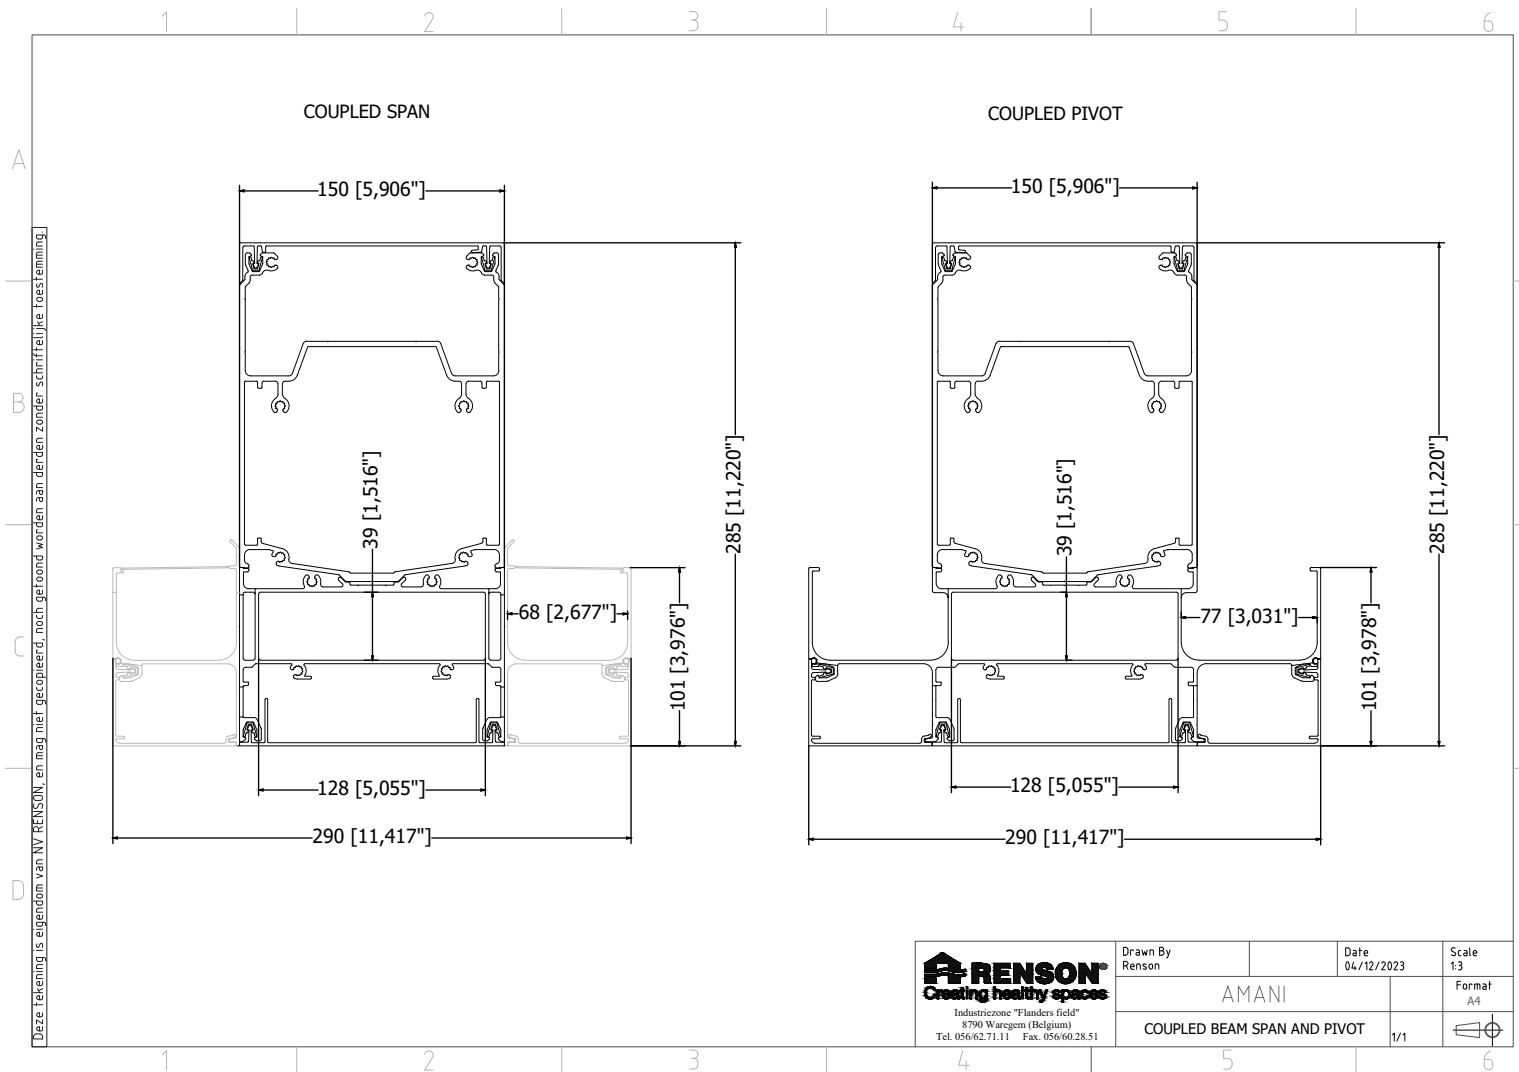 1 2 3 4 5 6
A
B
C
D
COUPLED SPAN
COUPLED PIVOT
150 [5,906"]
150 [5,906"]
39 [1,516"]
285 [11,220"]
39 [1,516"]
285 [11,220"]
68 [2,677"]
101 [3,976"]
77 [3,031"]
101 [3,978"]
128 [5,055"]
128 [5,055"]
290 [11,417"]
290 [11,417"]
Deze tekening is eigendom van NV RENSON, en mag niet gecopieerd, noch getoond worden aan derden zonder schriftelijke toestemming.
RENSON®
Creating healthy spaces
Industriezone "Flanders field"
8790 Waregem (Belgium)
Tel. 056/62.71.11 Fax. 056/60.28.51
Drawn By
Renson
Date
04/12/2023
Scale
1:3
AMANI
Format
A4
COUPLED BEAM SPAN AND PIVOT
1/1
1 2 4 5 6